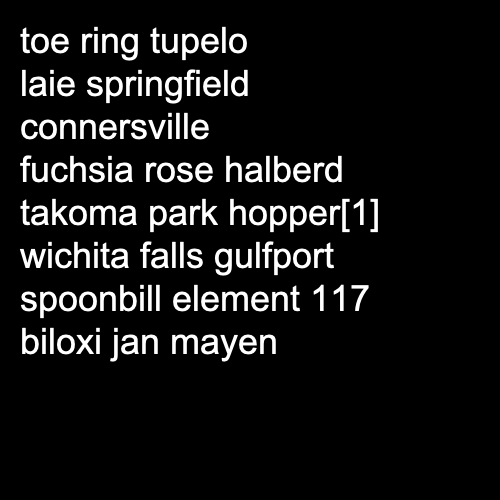 toe ring tupelo
laie springfield
connersville
fuchsia rose halberd
takoma park hopper[1]
wichita falls gulfport
spoonbill element 117
biloxi jan mayen